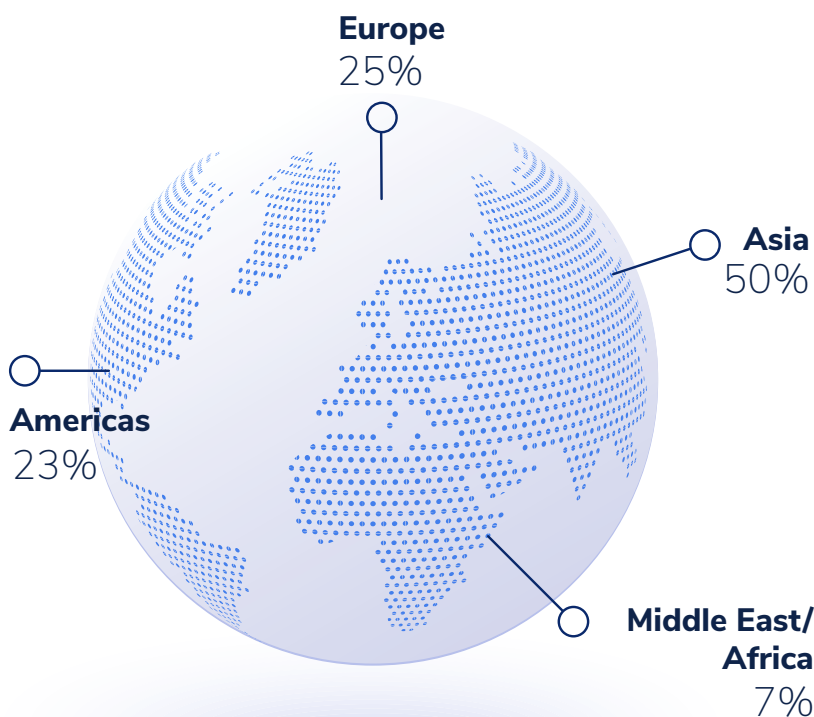 Europe
25%
Asia
50%
Americas
23%
Middle East/
Africa
7%